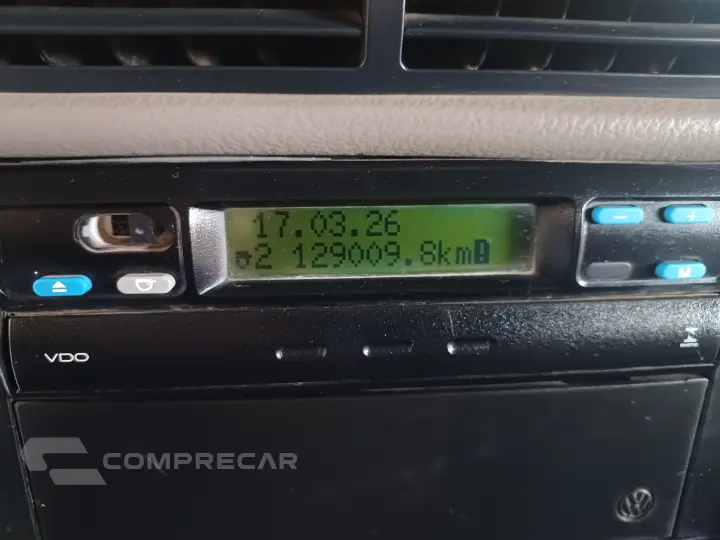 17.03.26
2 129009.8km!
- +
M
VDO
COMPRECAR